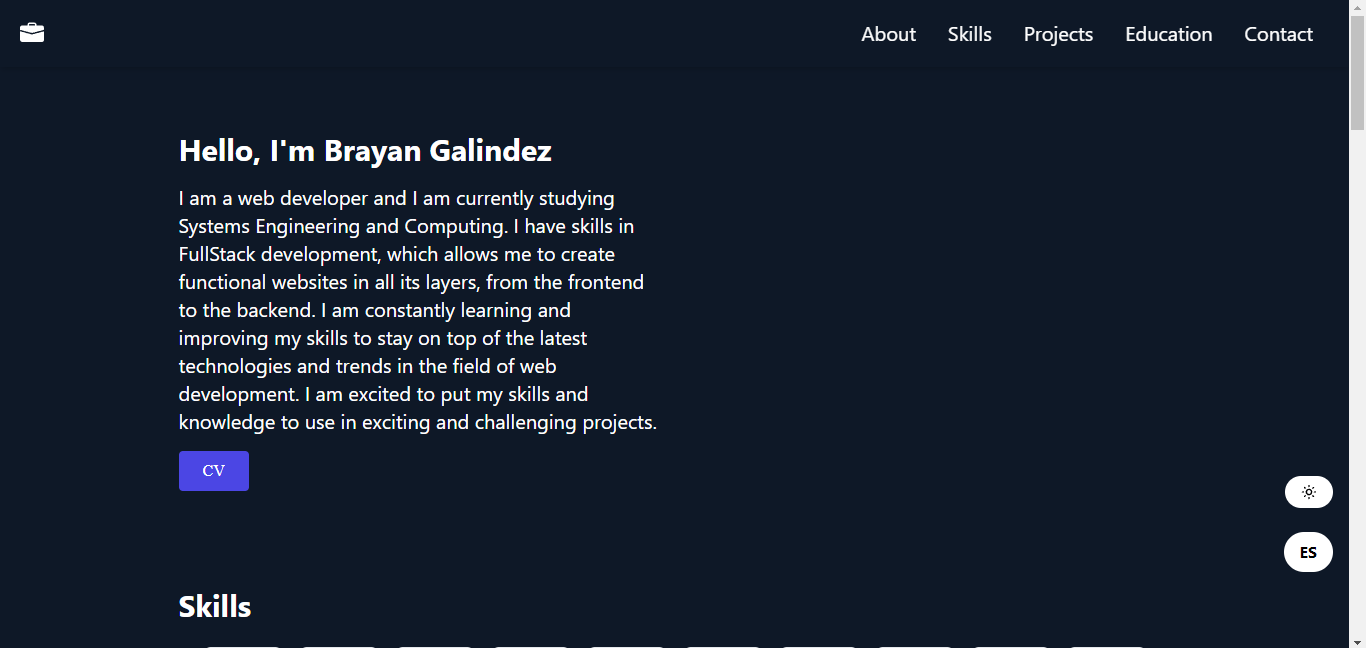 About Skills Projects Education Contact
Hello, I'm Brayan Galindez
I am a web developer and I am currently studying
Systems Engineering and Computing. I have skills in
FullStack development, which allows me to create
functional websites in all its layers, from the frontend
to the backend. I am constantly learning and
improving my skills to stay on top of the latest
technologies and trends in the field of web
development. I am excited to put my skills and
knowledge to use in exciting and challenging projects.
CV
ES
Skills